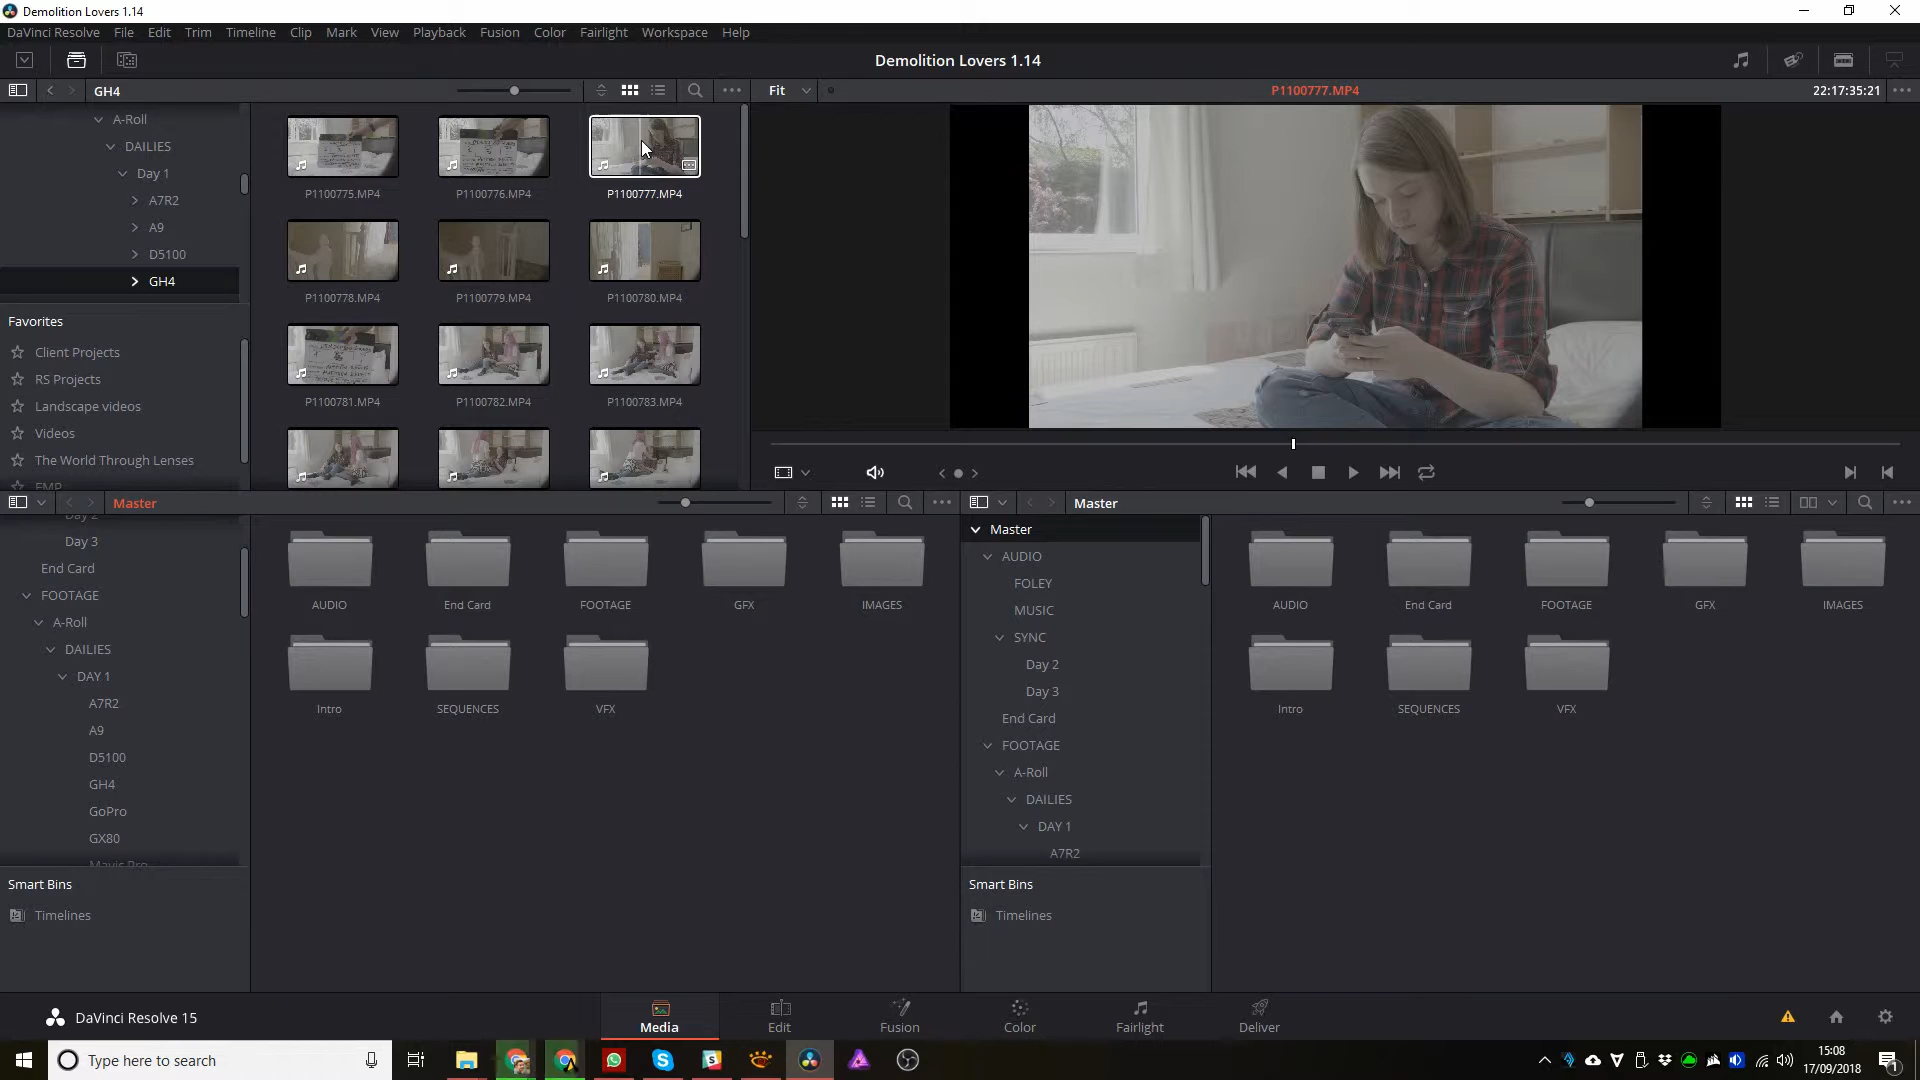 Demolition Lovers 1.14
DaVinci Resolve File Edit Trim Timeline Clip Mark View Playback Fusion Color Fairlight Workspace Help
Demolition Lovers 1.14
GH4
Fit
P1100777.MP4
22:17:35:21
A-Roll
DAILIES
Day 1
A7R2
A9
D5100
GH4
P1100775.MP4 P1100776.MP4 P1100777.MP4
P1100778.MP4 P1100779.MP4 P1100780.MP4
P1100781.MP4 P1100782.MP4 P1100783.MP4
Favorites
Client Projects
RS Projects
Landscape videos
Videos
The World Through Lenses
Master
Day 2
Day 3
End Card
FOOTAGE
A-Roll
DAILIES
DAY 1
A7R2
A9
D5100
GH4
GoPro
GX80
Mavic Pro
Smart Bins
Timelines
AUDIO End Card FOOTAGE GFX IMAGES
Intro SEQUENCES VFX
Master
Master
AUDIO
FOLEY
MUSIC
SYNC
Day 2
Day 3
End Card
FOOTAGE
A-Roll
DAILIES
DAY 1
A7R2
Smart Bins
Timelines
AUDIO End Card FOOTAGE GFX IMAGES
Intro SEQUENCES VFX
DaVinci Resolve 15
Media Edit Fusion Color Fairlight Deliver
Type here to search
15:08
17/09/2018